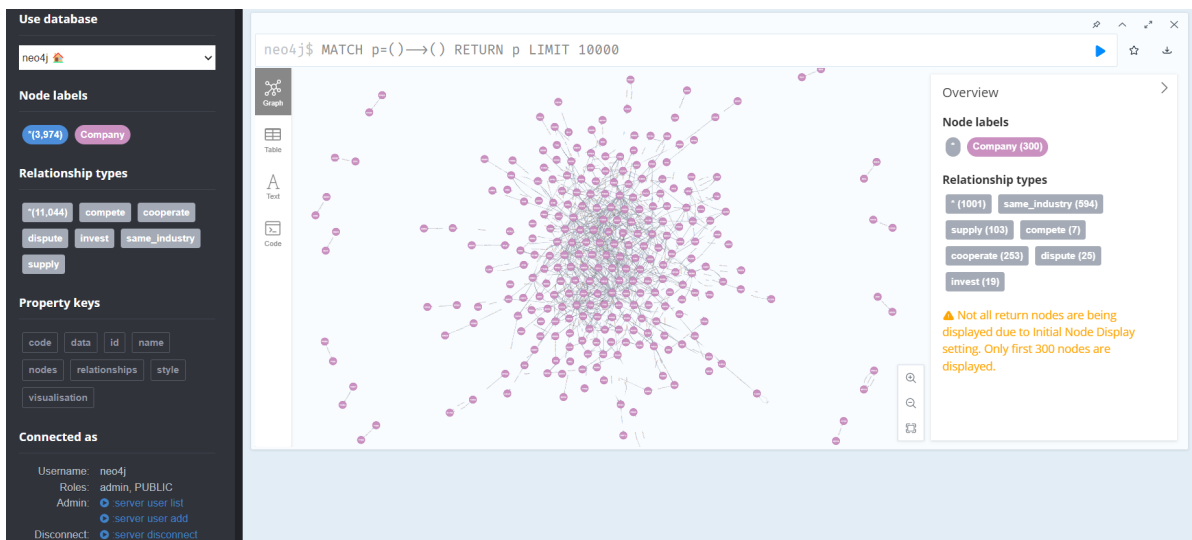 Use database
neo4j
Node labels
*(3,974) Company
Relationship types
*(11,044) compete cooperate
dispute invest same_industry
supply
Property keys
code data id name
nodes relationships style
visualisation
Connected as
Username: neo4j
Roles: admin, PUBLIC
Admin: :server user list
:server user add
Disconnect: :server disconnect
neo4j$ MATCH p=()-->() RETURN p LIMIT 10000
Graph
Table
Text
Code
Overview
Node labels
* Company (300)
Relationship types
* (1001) same_industry (594)
supply (103) compete (7)
cooperate (253) dispute (25)
invest (19)
Not all return nodes are being
displayed due to Initial Node Display
setting. Only first 300 nodes are
displayed.